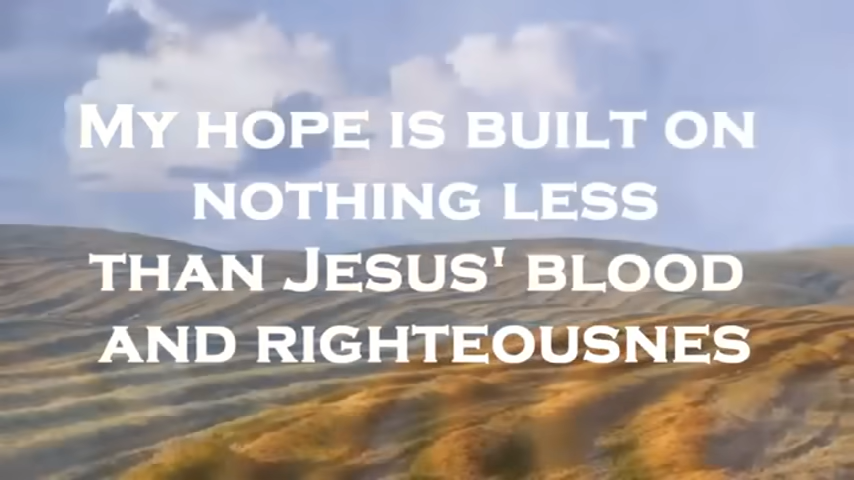 My hope is built on
nothing less
than Jesus' blood
and righteousnes